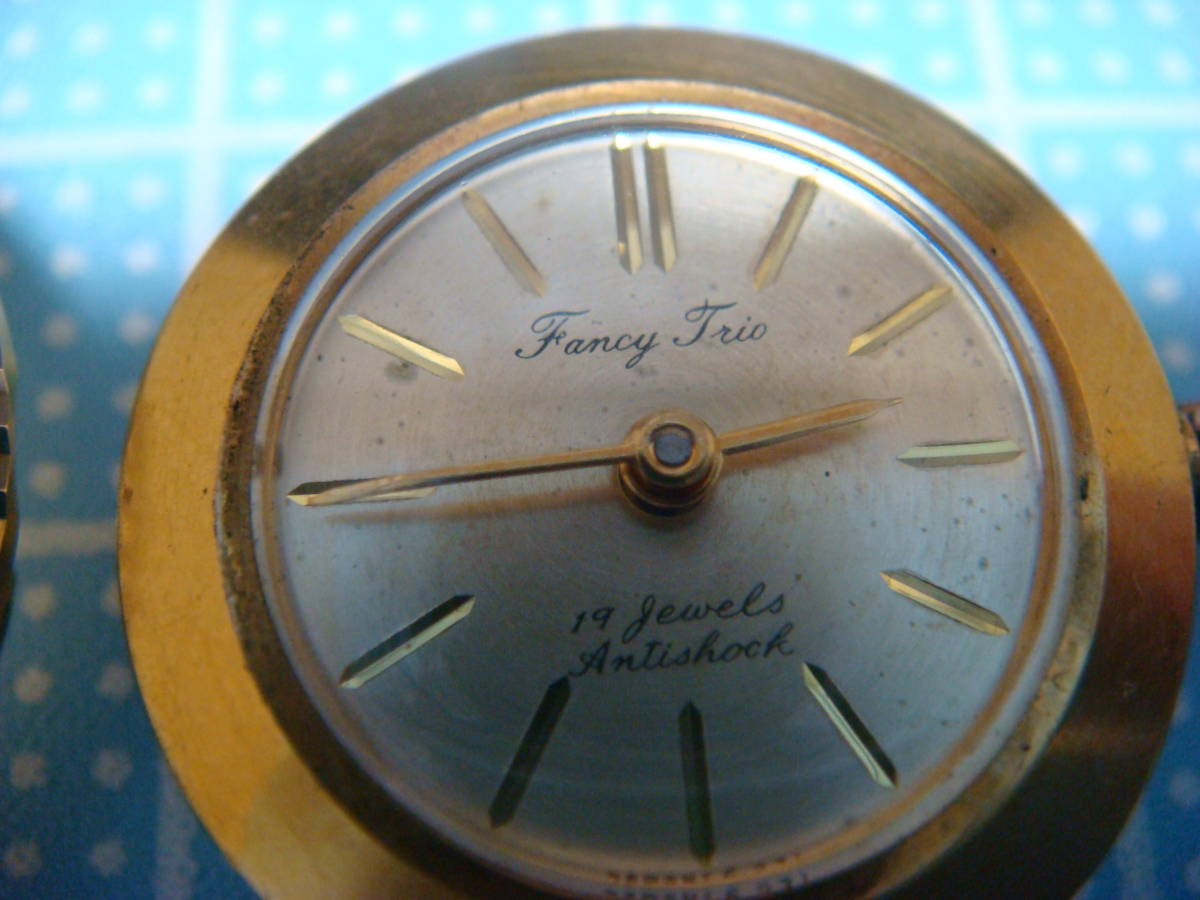 Fancy Trio
19 Jewels
Antishock